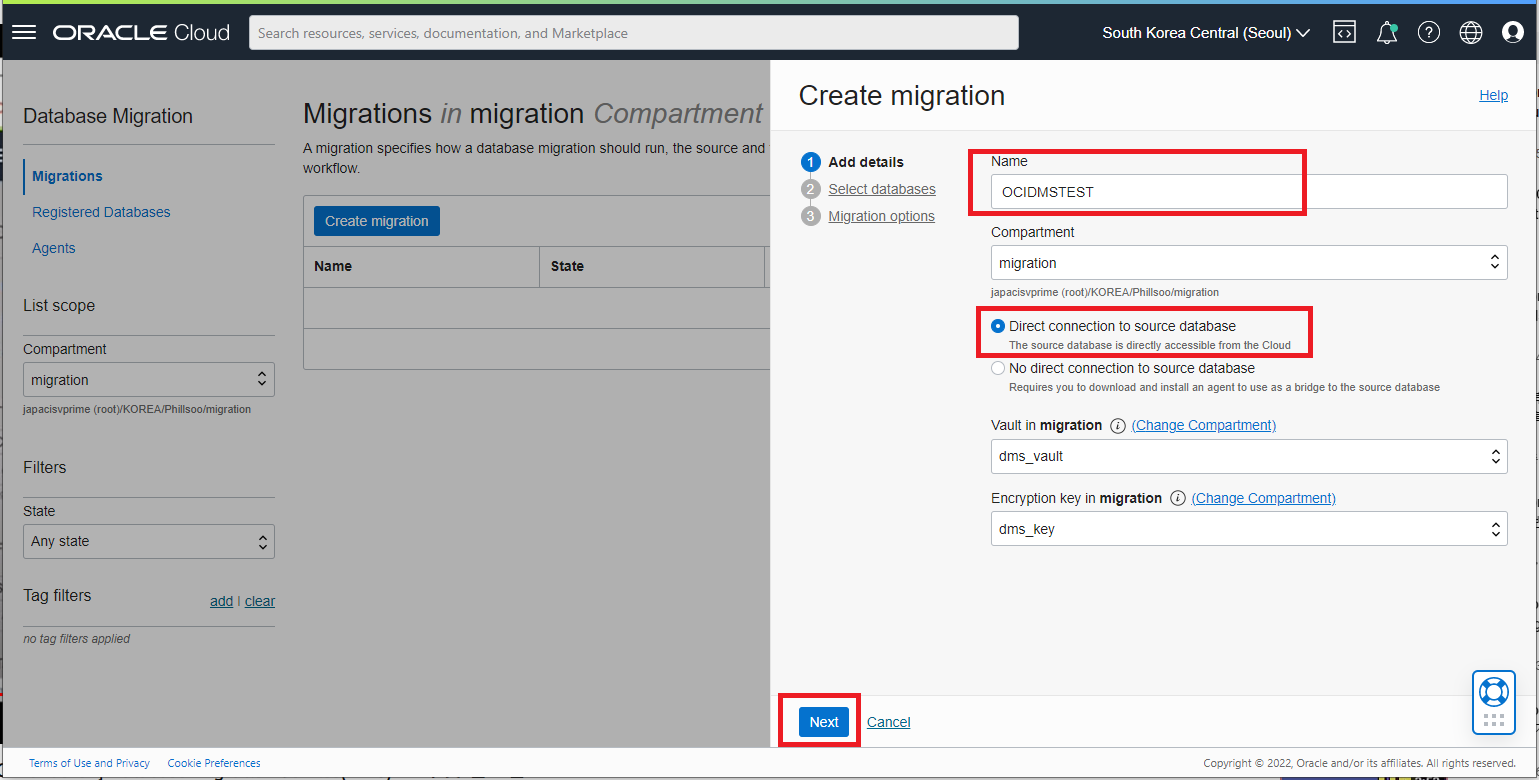 ORACLE Cloud
Search resources, services, documentation, and Marketplace
South Korea Central (Seoul)
Database Migration
Migrations
Registered Databases
Agents
List scope
Compartment
migration
japacisvprime (root)/KOREA/Phillsoo/migration
Filters
State
Any state
Tag filters
add | clear
no tag filters applied
Migrations in migration Compartment
A migration specifies how a database migration should run, the source and
workflow.
Create migration
Name State
Create migration
Help
1 Add details
2 Select databases
3 Migration options
Name
OCIDMSTEST
Compartment
migration
japacisvprime (root)/KOREA/Phillsoo/migration
Direct connection to source database
The source database is directly accessible from the Cloud
No direct connection to source database
Requires you to download and install an agent to use as a bridge to the source database
Vault in migration (Change Compartment)
dms_vault
Encryption key in migration (Change Compartment)
dms_key
Next Cancel
Terms of Use and Privacy Cookie Preferences
Copyright © 2022, Oracle and/or its affiliates. All rights reserved.